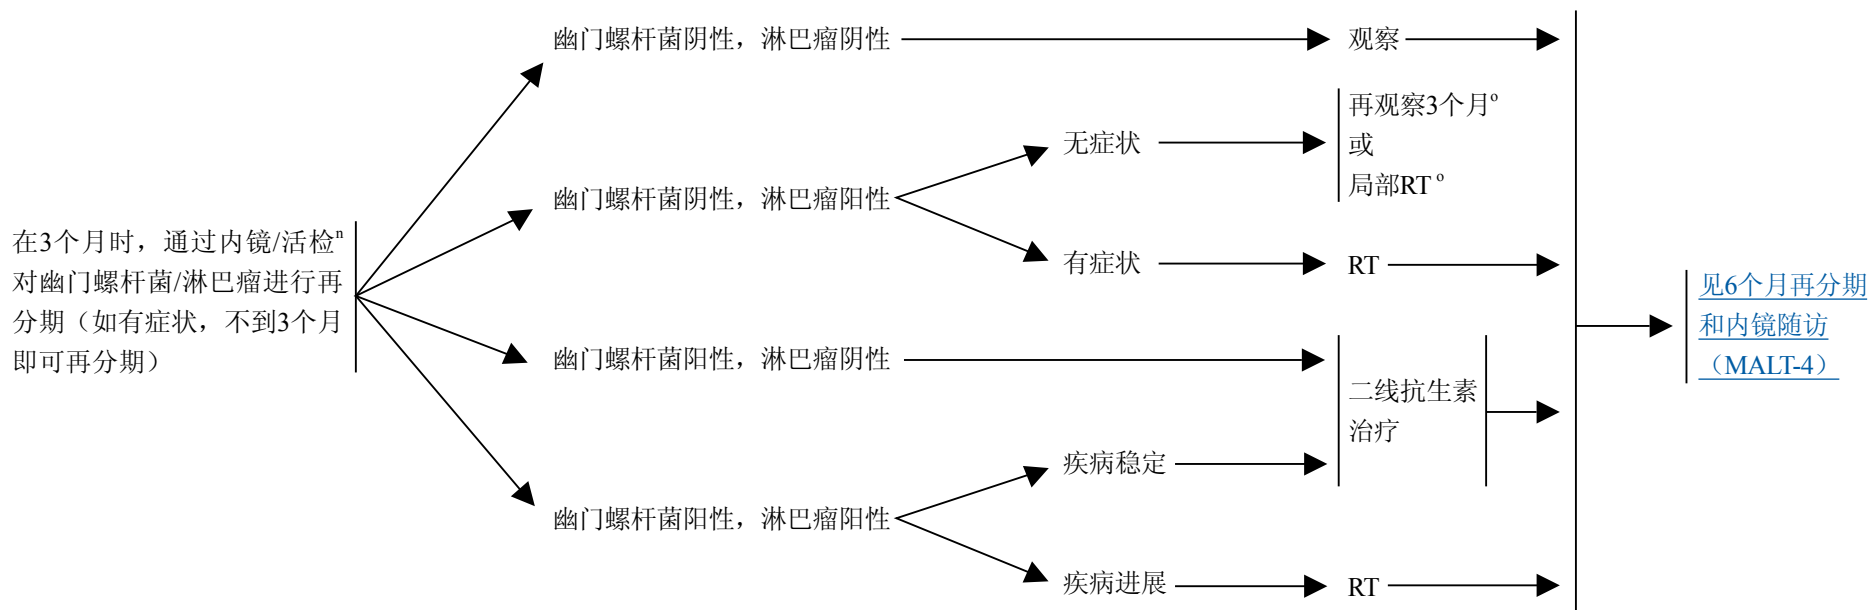 在3个月时，通过内镜/活检ⁿ
对幽门螺杆菌/淋巴瘤进行再
分期（如有症状，不到3个月
即可再分期）
幽门螺杆菌阴性，淋巴瘤阴性
观察
幽门螺杆菌阴性，淋巴瘤阳性
无症状
再观察3个月º
或
局部RT º
有症状
RT
幽门螺杆菌阳性，淋巴瘤阴性
二线抗生素
治疗
幽门螺杆菌阳性，淋巴瘤阳性
疾病稳定
疾病进展
RT
见6个月再分期
和内镜随访
（MALT-4）